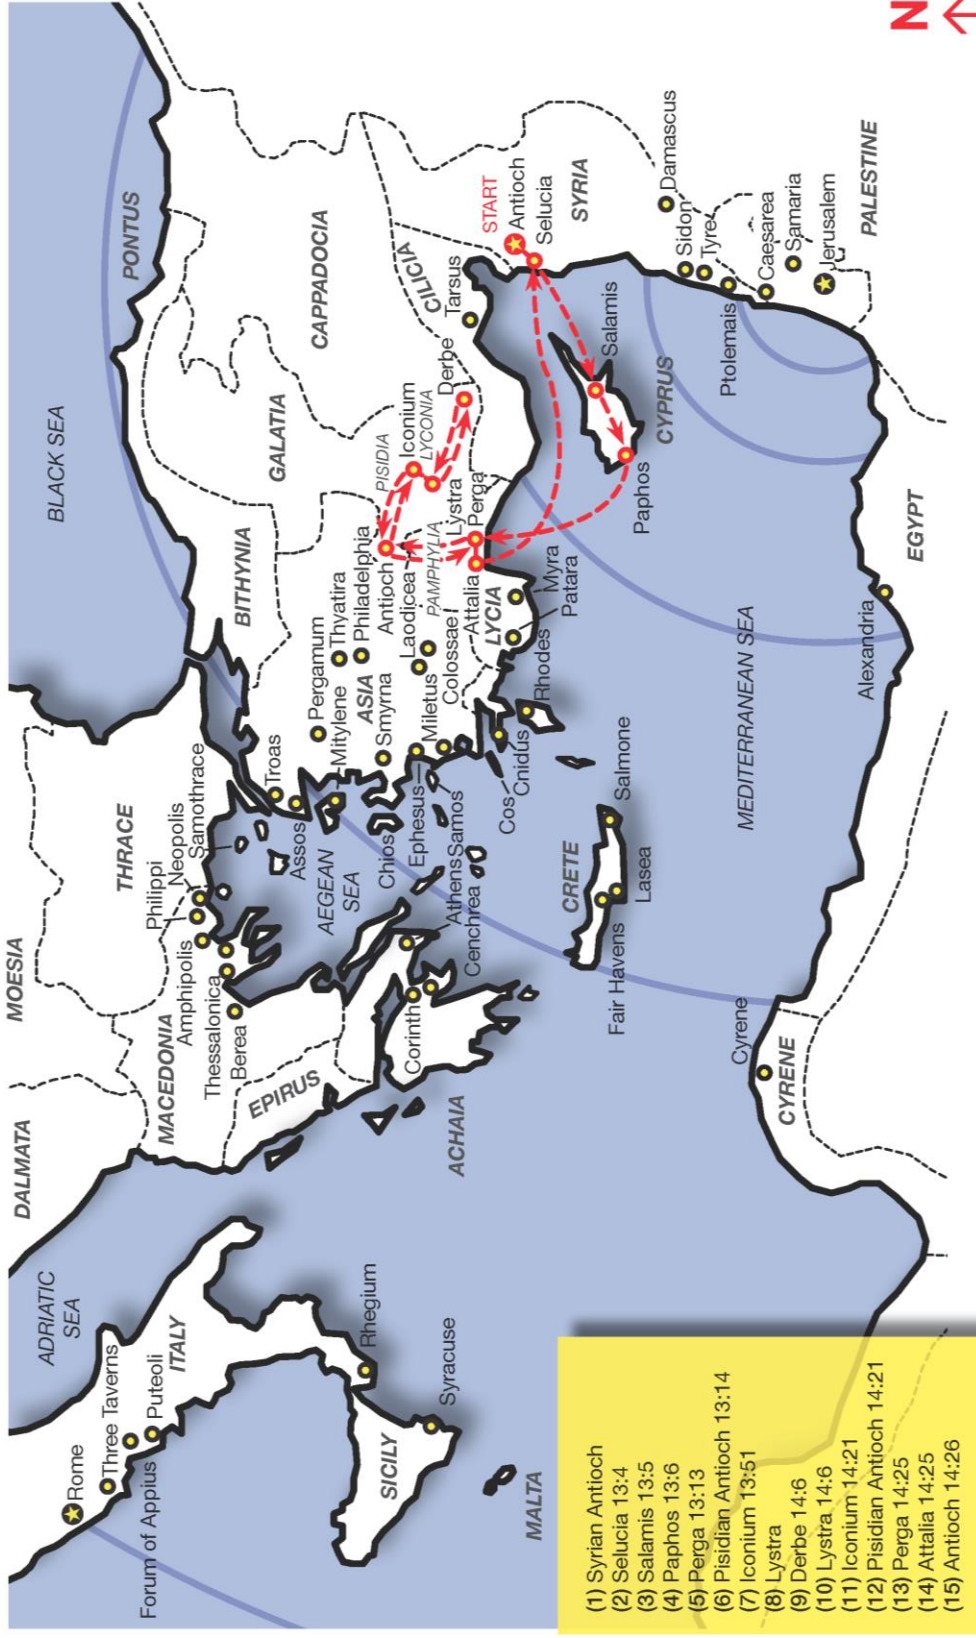 BLACK SEA
ADRIATIC
SEA
DALMATA
MOESIA
THRACE
MACEDONIA
EPIRUS
ACHAIA
ITALY
SICILY
MALTA
Rome
Three Taverns
Forum of Appius
Puteoli
Rhegium
Syracuse
Philippi
Neopolis
Samothrace
Amphipolis
Thessalonica
Berea
Corinth
Athens
Cenchrea
AEGEAN
SEA
Troas
Assos
Mitylene
Pergamum
Thyatira
Philadelphia
ASIA
Smyrna
Chios
Ephesus
Samos
Miletus
Laodicea
Colossae
Cos
Cnidus
Rhodes
Patara
Myra
LYCIA
PAMPHYLIA
Attalia
Perga
Antioch
PISIDIA
Iconium
LYCONIA
Lystra
Derbe
BITHYNIA
GALATIA
PONTUS
CAPPADOCIA
CILICIA
Tarsus
START
Antioch
Selucia
SYRIA
Salamis
CYPRUS
Paphos
Damascus
Sidon
Tyre
Ptolemais
Caesarea
Samaria
Jerusalem
PALESTINE
CRETE
Salmone
Lasea
Fair Havens
MEDITERRANEAN SEA
Cyrene
CYRENE
Alexandria
EGYPT
N
(1) Syrian Antioch
(2) Selucia 13:4
(3) Salamis 13:5
(4) Paphos 13:6
(5) Perga 13:13
(6) Pisidian Antioch 13:14
(7) Iconium 13:51
(8) Lystra
(9) Derbe 14:6
(10) Lystra 14:6
(11) Iconium 14:21
(12) Pisidian Antioch 14:21
(13) Perga 14:25
(14) Attalia 14:25
(15) Antioch 14:26